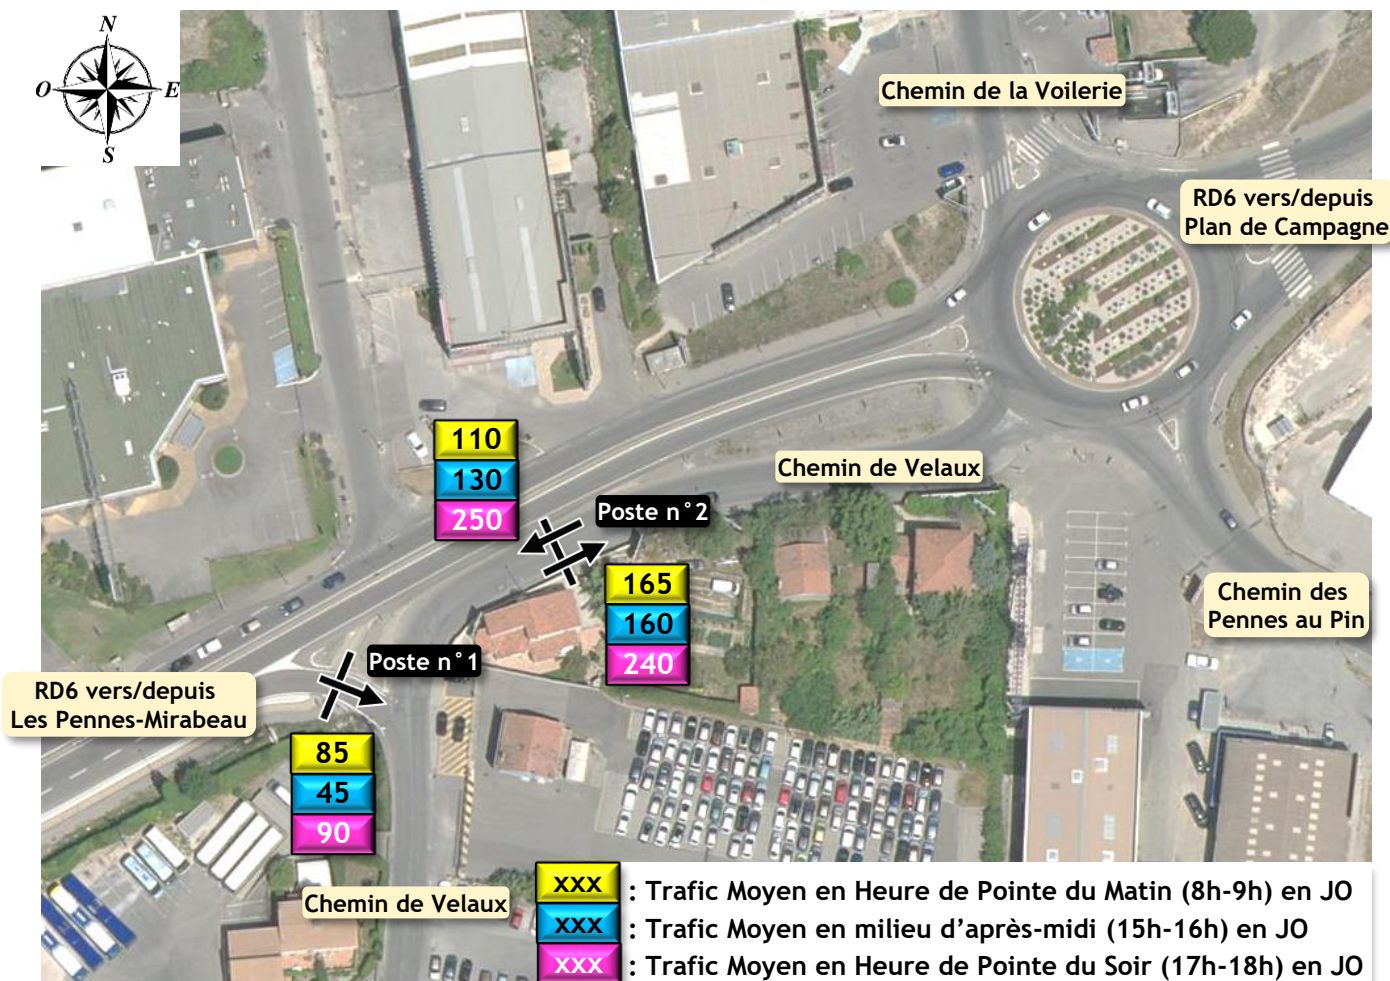 N
O
E
S
Chemin de la Voilerie
RD6 vers/depuis
Plan de Campagne
110
130
250
Chemin de Velaux
Poste n°2
165
160
240
Chemin des
Pennes au Pin
Poste n°1
RD6 vers/depuis
Les Pennes-Mirabeau
85
45
90
Chemin de Velaux
xxx : Trafic Moyen en Heure de Pointe du Matin (8h-9h) en JO
xxx : Trafic Moyen en milieu d’après-midi (15h-16h) en JO
xxx : Trafic Moyen en Heure de Pointe du Soir (17h-18h) en JO